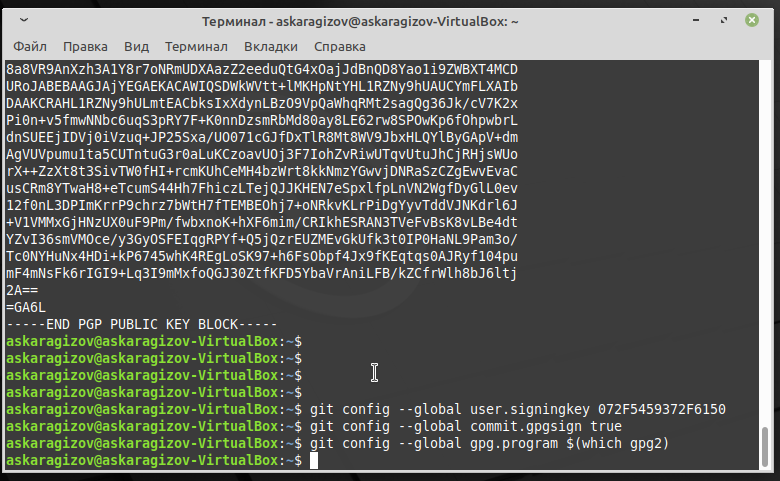 Терминал - askaragizov@askaragizov-VirtualBox: ~
Файл Правка Вид Терминал Вкладки Справка
8a8VR9AnXzh3A1Y8r7oNRmUDXAazZ2eeduQtG4xOajJdBnQD8Yao1i9ZWBXT4MCD
URoJABEBAAGJAjYEGAEKACAWIQSDWkWVtt+lMKHpNtYHL1RZNy9hUAUCYmFLXAIb
DAAKCRAHL1RZNy9hULmtEACbksIxXdynLBzO9VpQaWhqRMt2sagQg36Jk/cV7K2x
Pi0n+v5fmwNNbc6uqS3pRY7F+K0nnDzsmRbMd80ay8LE62rw8SPOwKp6fOhpwbrL
dnSUEEjIDVj0iVzuq+JP25Sxa/UO071cGJfDxTlR8Mt8WV9JbxHLQYlByGApV+dm
AgVUVpumu1ta5CUTntuG3r0aLuKCzoavUOj3F7IohZvRiwUTqvUtuJhCjRHjsWUo
rX++ZzXt8t3SivTW0fHI+rcmKUhCeMH4bzWrt8kkNmzYGwvjDNRaSzCZgEwvEvaC
usCRm8YTwaH8+eTcumS44Hh7FhiczLTejQJJKHEN7eSpxlfpLnVN2WgfDyGlL0ev
12f0nL3DPImKrrP9chrz7bWtH7fTEMBEOhj7+oNRkvKLrPiDgYyvTddVJNKdrl6J
+V1VMMxGjHNzUX0uF9Pm/fwbxnoK+hXF6mim/CRIkhESRAN3TVeFvBsK8vLBe4dt
YZvI36smVMOce/y3GyOSFEIqgRPYf+Q5jQzrEUZMEvGkUfk3t0IP0HaNL9Pam3o/
Tc0NYHuNx4HDi+kP6745whK4REgLoSK97+h6FsObpf4Jx9fKEqtqs0AJRyf104pu
mF4mNsFk6rIGI9+Lq3I9mMxfoQGJ30ZtfKFD5YbaVrAniLFB/kZCfrWlh8bJ6ltj
2A==
=GA6L
-----END PGP PUBLIC KEY BLOCK-----
askaragizov@askaragizov-VirtualBox:~$
askaragizov@askaragizov-VirtualBox:~$
askaragizov@askaragizov-VirtualBox:~$
askaragizov@askaragizov-VirtualBox:~$
askaragizov@askaragizov-VirtualBox:~$ git config --global user.signingkey 072F5459372F6150
askaragizov@askaragizov-VirtualBox:~$ git config --global commit.gpgsign true
askaragizov@askaragizov-VirtualBox:~$ git config --global gpg.program $(which gpg2)
askaragizov@askaragizov-VirtualBox:~$